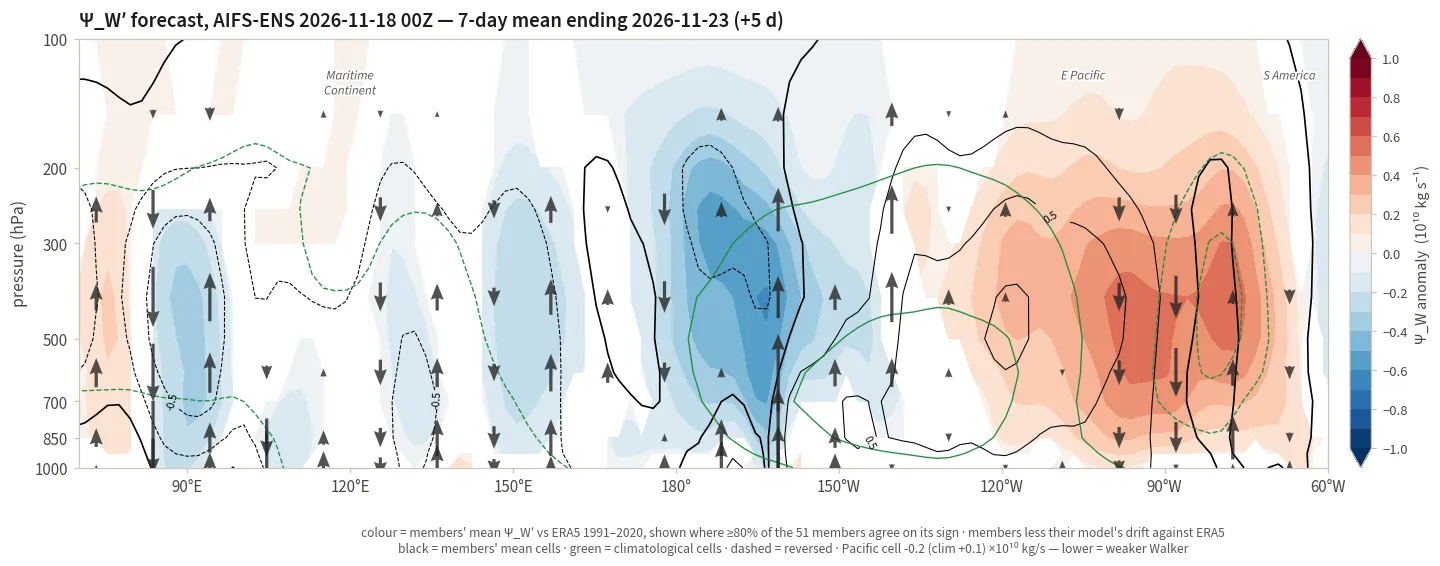 Ψ_W′ forecast, AIFS-ENS 2026-11-18 00Z — 7-day mean ending 2026-11-23 (+5 d)
100
200
300
500
700
850
1000
pressure (hPa)
Maritime
Continent
E Pacific
S America
0.5
0.5
-0.5
-0.5
90°E
120°E
150°E
180°
150°W
120°W
90°W
60°W
1.0
0.8
0.6
0.4
0.2
0.0
−0.2
−0.4
−0.6
−0.8
−1.0
Ψ_W anomaly (10¹⁰ kg s⁻¹)
colour = members' mean Ψ_W′ vs ERA5 1991–2020, shown where ≥80% of the 51 members agree on its sign · members less their model's drift against ERA5
black = members' mean cells · green = climatological cells · dashed = reversed · Pacific cell -0.2 (clim +0.1) ×10¹⁰ kg/s — lower = weaker Walker